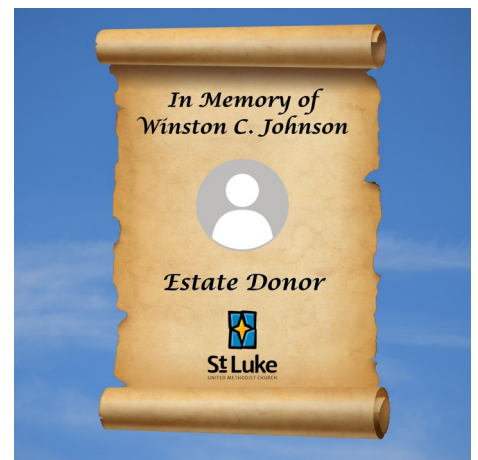 In Memory of
Winston C. Johnson
Estate Donor
St Luke
UNITED METHODIST CHURCH